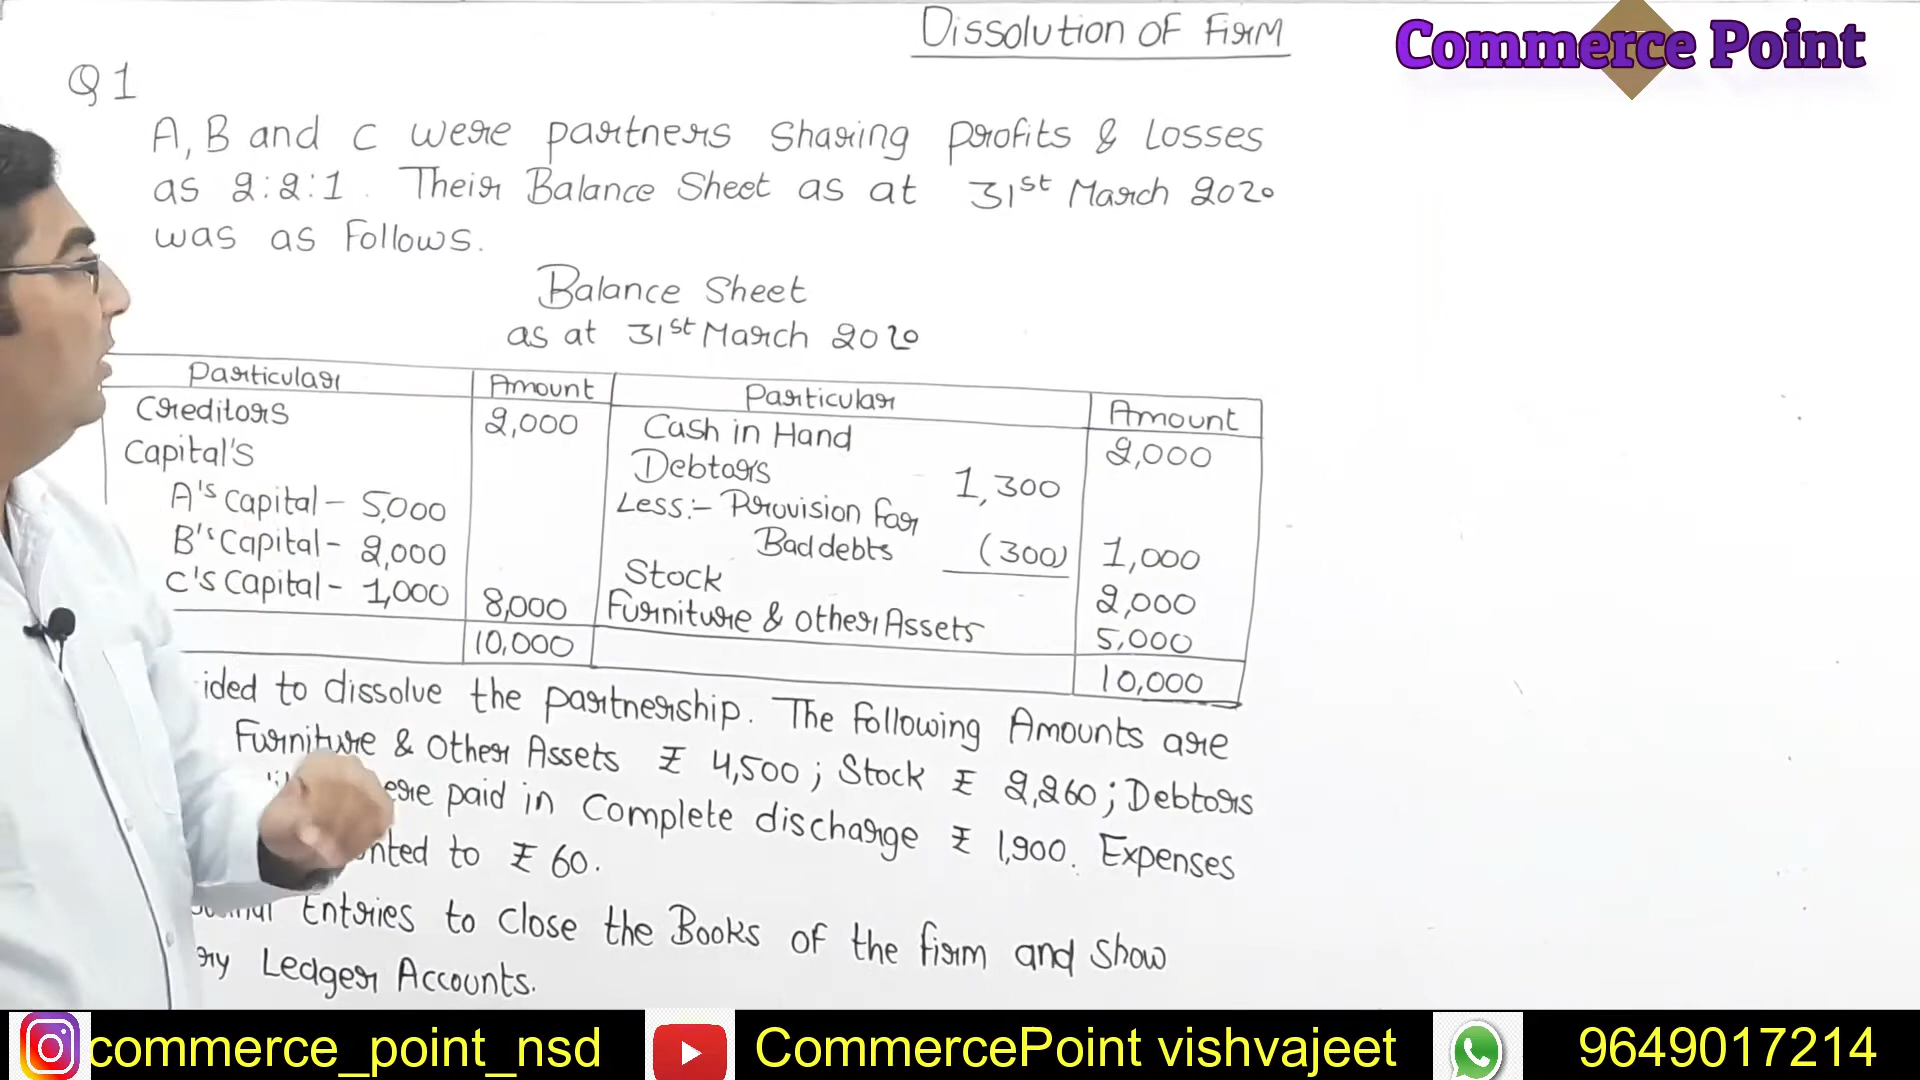 Dissolution of Firm
Commerce Point
Q1
A, B and C were partners sharing profits & Losses
as 2:2:1. Their Balance Sheet as at 31st March 2020
was as Follows.
Balance Sheet
as at 31st March 2020
Particular Amount Particular Amount
Creditors 2,000 Cash in Hand 2,000
Capital's Debtors 1,300
A's Capital - 5,000 Less:- Provision for
B's Capital - 2,000 Bad debts (300) 1,000
C's Capital - 1,000 8,000 Stock 2,000
Furniture & other Assets 5,000
10,000 10,000
ided to dissolve the partnership. The Following Amounts are
Furniture & Other Assets ₹ 4,500; Stock ₹ 2,260; Debtors
ere paid in Complete discharge ₹ 1,900. Expenses
nted to ₹ 60.
Entries to Close the Books of the firm and Show
ry Ledger Accounts.
commerce_point_nsd CommercePoint vishvajeet 9649017214